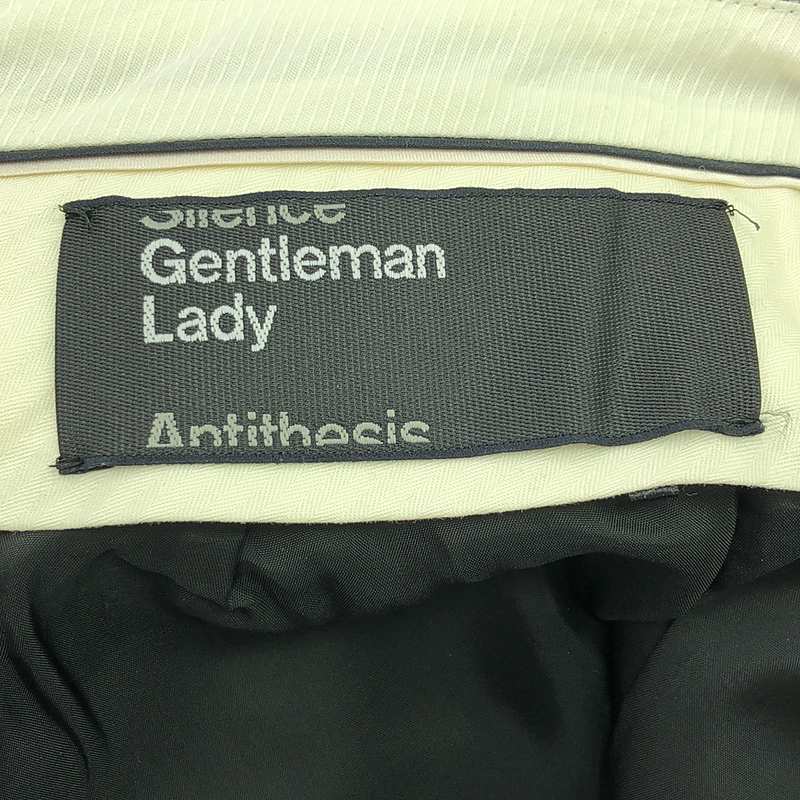 Silence
Gentleman
Lady
Antithesis